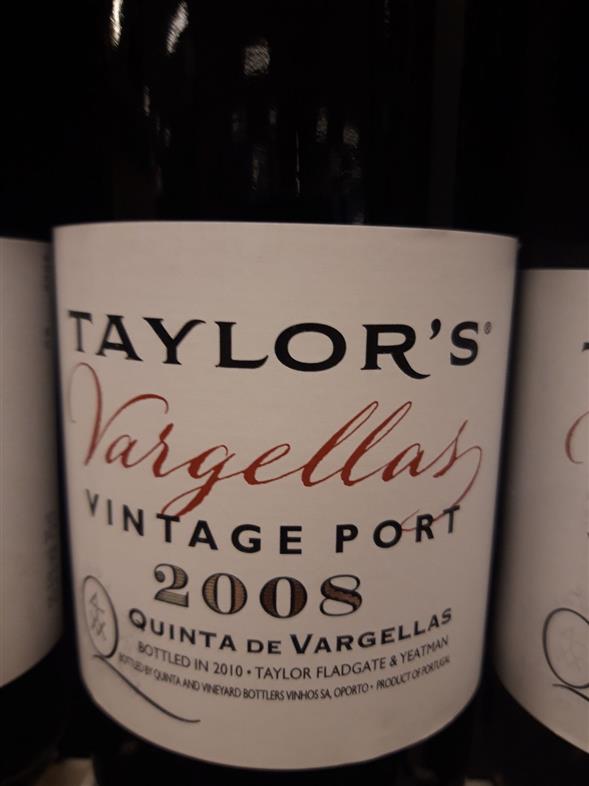 TAYLOR'S®
Vargellas
VINTAGE PORT
2008
QUINTA DE VARGELLAS
BOTTLED IN 2010 • TAYLOR FLADGATE & YEATMAN
BOTTLED BY QUINTA AND VINEYARD BOTTLERS VINHOS SA, OPORTO • PRODUCT OF PORTUGAL